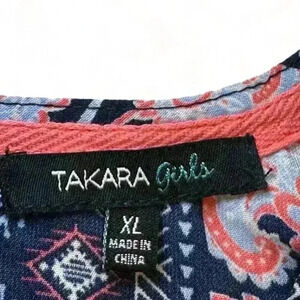 TAKARA girls
XL
MADE IN
CHINA